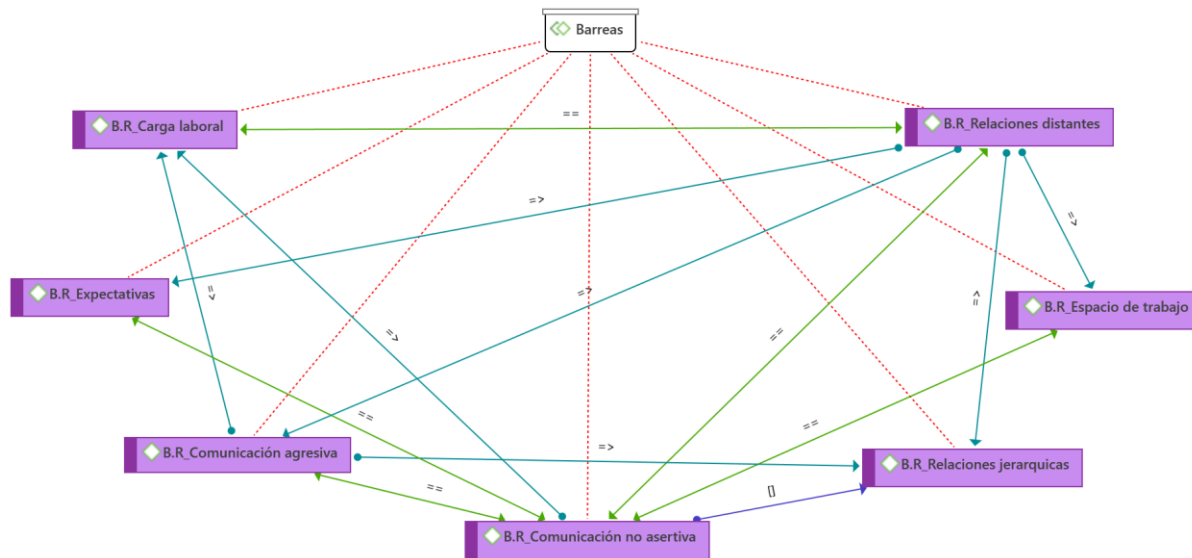 Barreas
B.R_Carga laboral
==
B.R_Relaciones distantes
=>
=>
B.R_Expectativas
=>
=>
=>
B.R_Espacio de trabajo
=>
==
==
==
B.R_Comunicación agresiva
=>
B.R_Relaciones jerarquicas
==
[]
B.R_Comunicación no asertiva